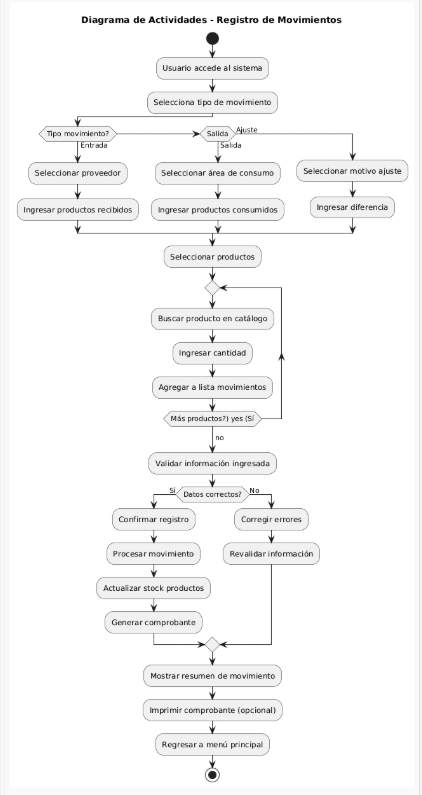 Diagrama de Actividades - Registro de Movimientos
Usuario accede al sistema
Selecciona tipo de movimiento
Tipo movimiento?
Entrada
Salida
Salida
Ajuste
Seleccionar proveedor
Ingresar productos recibidos
Seleccionar área de consumo
Ingresar productos consumidos
Seleccionar motivo ajuste
Ingresar diferencia
Seleccionar productos
Buscar producto en catálogo
Ingresar cantidad
Agregar a lista movimientos
Más productos?) yes (Sí
no
Validar información ingresada
Datos correctos?
Sí
No
Confirmar registro
Procesar movimiento
Actualizar stock productos
Generar comprobante
Corregir errores
Revalidar información
Mostrar resumen de movimiento
Imprimir comprobante (opcional)
Regresar a menú principal